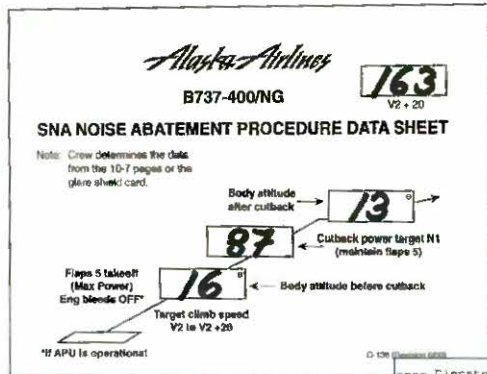 Alaska Airlines
163
B737-400/NG
V2 + 20
SNA NOISE ABATEMENT PROCEDURE DATA SHEET
Note: Crew determines the data
from the 10-7 pages or the
glare shield card.
Body attitude
after cutback
13°
87
Cutback power target N1
(maintain flaps 5)
Flaps 5 takeoff
(Max Power)
Eng bleeds OFF*
16°
Body attitude before cutback
Target climb speed
V2 to V2 +20
*If APU is operational